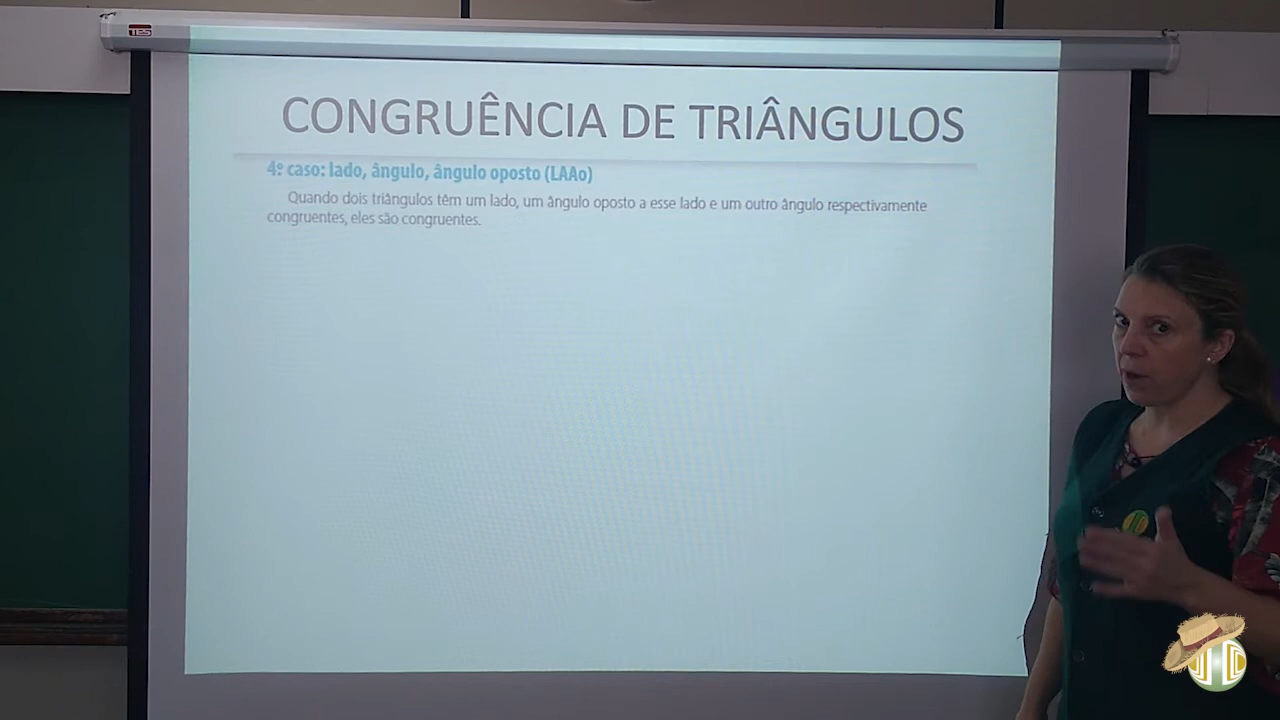 TES
CONGRUÊNCIA DE TRIÂNGULOS
4º caso: lado, ângulo, ângulo oposto (LAAo)
Quando dois triângulos têm um lado, um ângulo oposto a esse lado e um outro ângulo respectivamente
congruentes, eles são congruentes.